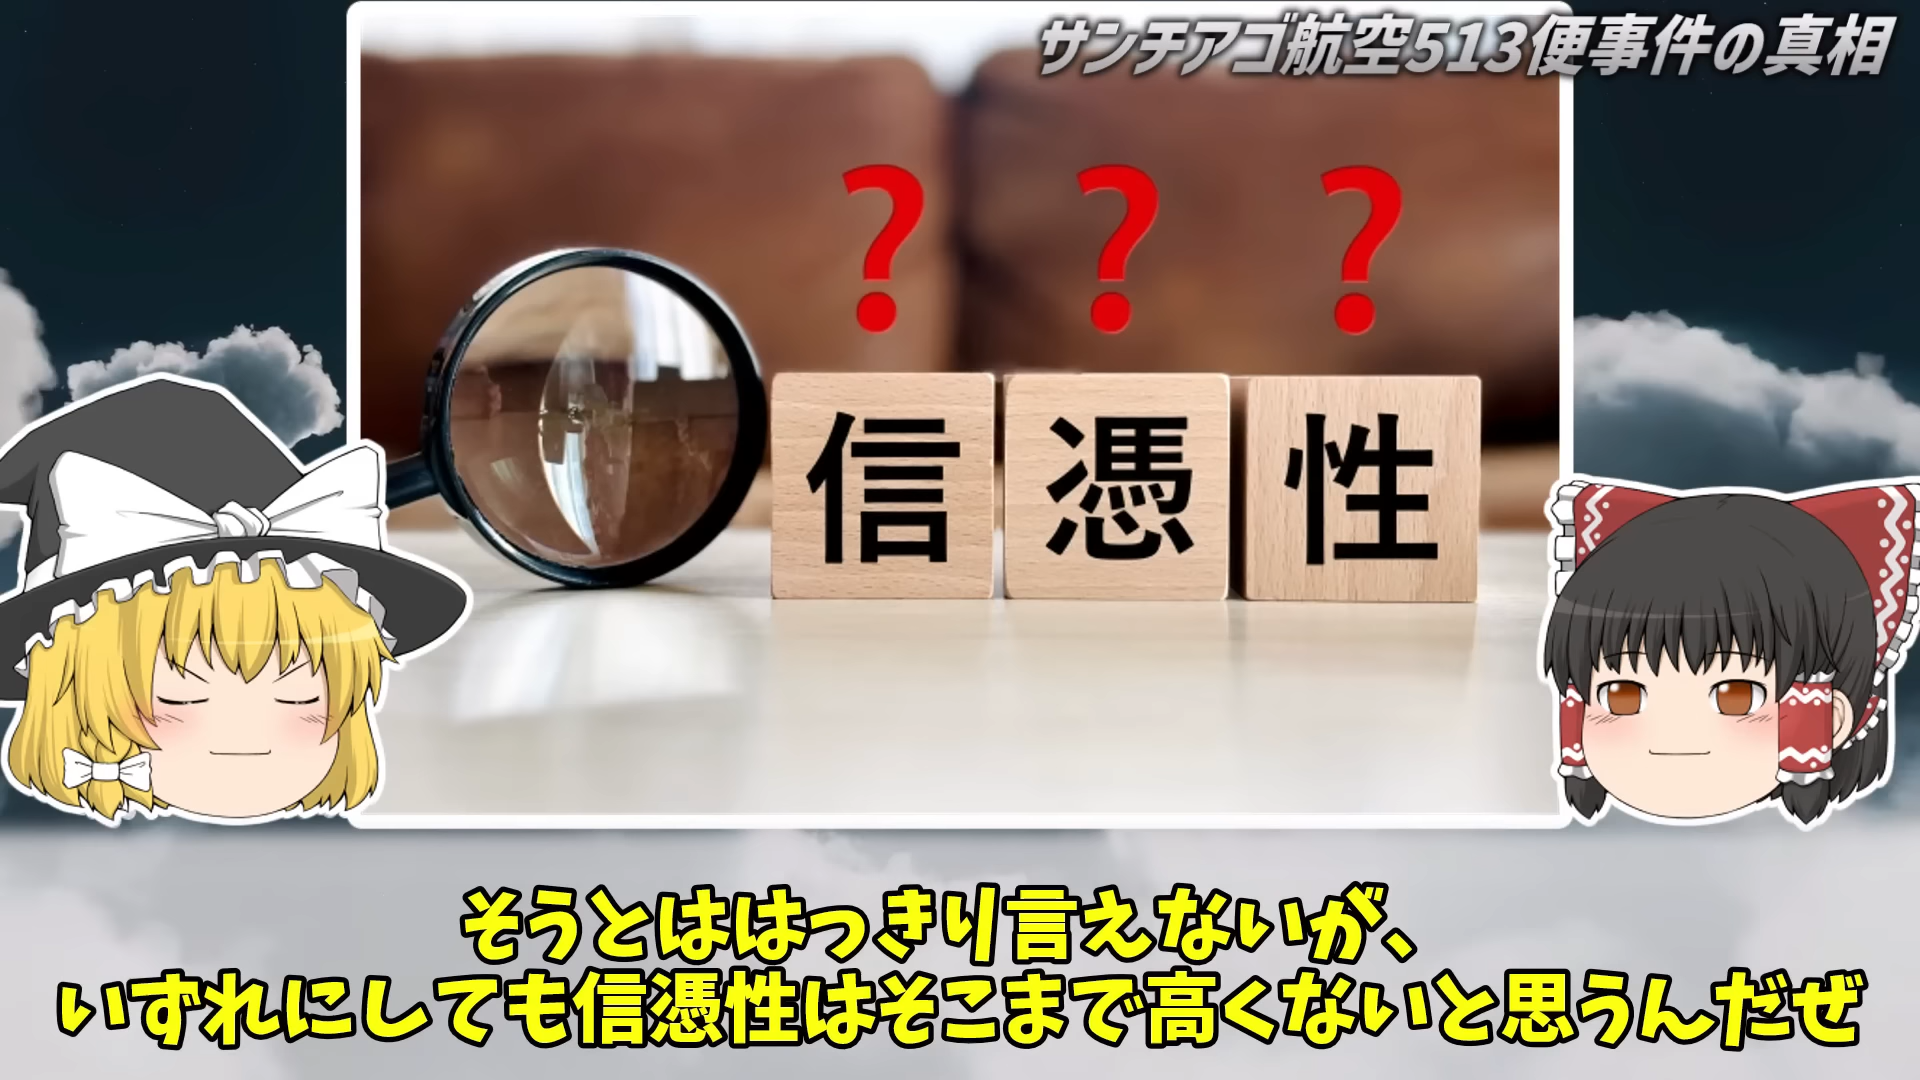 サンチアゴ航空513便事件の真相
? ? ?
信 憑 性
そうとははっきり言えないが、
いずれにしても信憑性はそこまで高くないと思うんだぜ